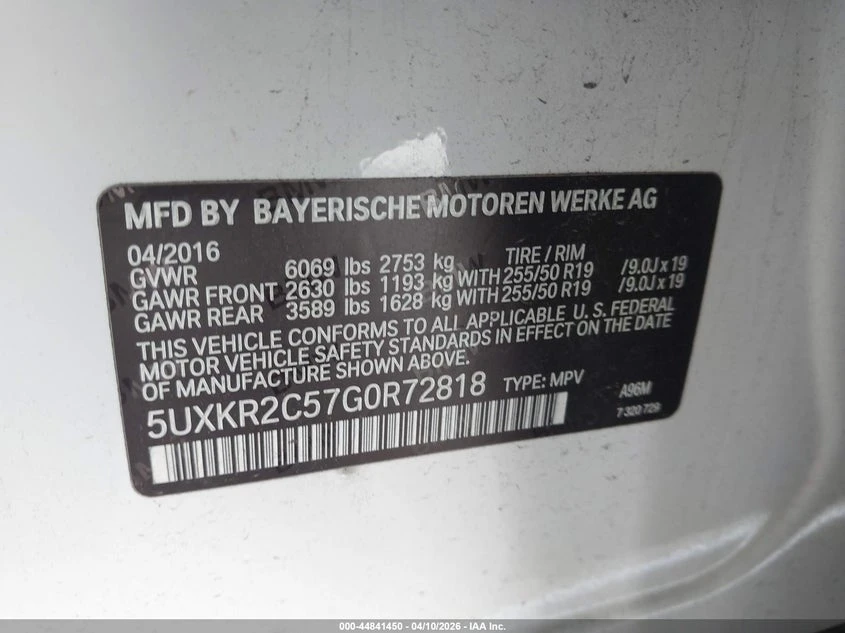 MFD BY BAYERISCHE MOTOREN WERKE AG
04/2016 TIRE / RIM
GVWR 6069 lbs 2753 kg
GAWR FRONT 2630 lbs 1193 kg WITH 255/50 R19 /9.0J x 19
GAWR REAR 3589 lbs 1628 kg WITH 255/50 R19 /9.0J x 19
THIS VEHICLE CONFORMS TO ALL APPLICABLE U. S. FEDERAL
MOTOR VEHICLE SAFETY STANDARDS IN EFFECT ON THE DATE
OF MANUFACTURE SHOWN ABOVE.
5UXKR2C57G0R72818 TYPE: MPV A96M
7 320 729
000-44841450 04/10/2026 - IAA Inc.